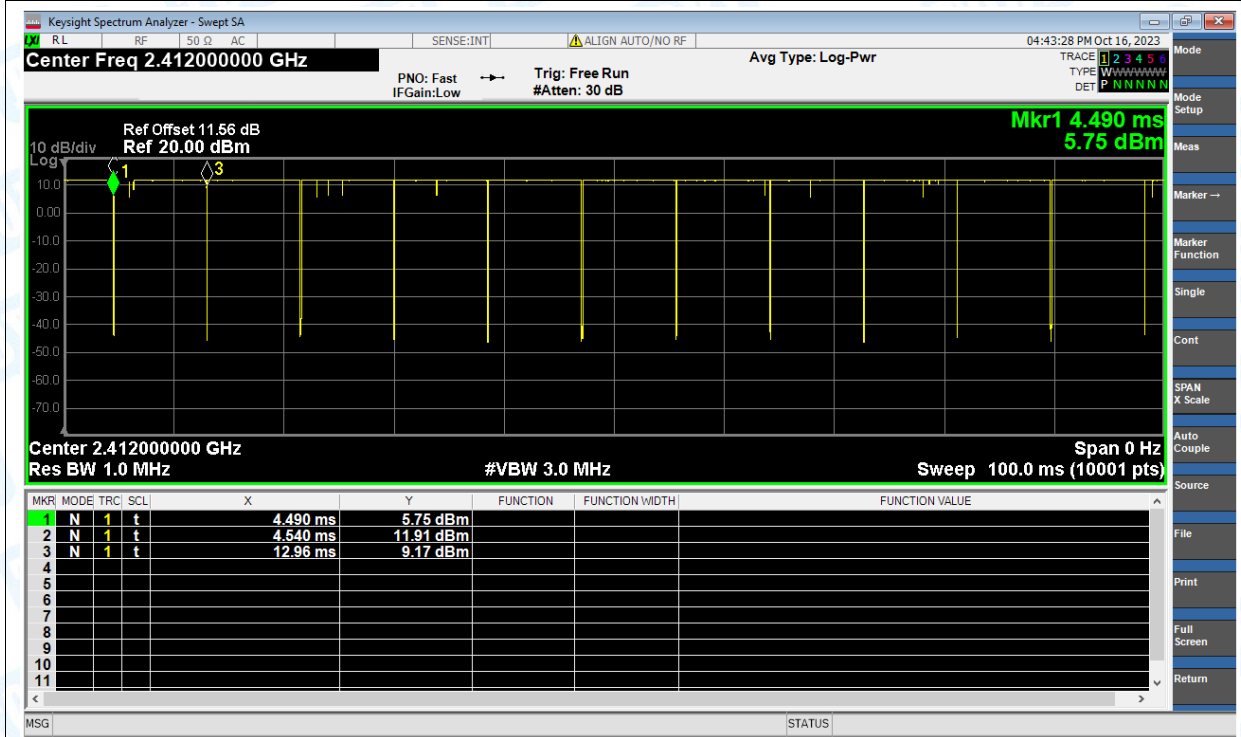 Keysight Spectrum Analyzer - Swept SA
LXI RL RF 50 Ω AC SENSE:INT ALIGN AUTO/NO RF 04:43:28 PM Oct 16, 2023
Center Freq 2.412000000 GHz
PNO: Fast
IFGain:Low
Trig: Free Run
#Atten: 30 dB
Avg Type: Log-Pwr
TRACE 1 2 3 4 5 6
TYPE WWWWWW
DET P N N N N N
Mkr1 4.490 ms
5.75 dBm
Ref Offset 11.56 dB
10 dB/div Ref 20.00 dBm
Log
1
3
10.0
0.00
-10.0
-20.0
-30.0
-40.0
-50.0
-60.0
-70.0
Center 2.412000000 GHz Span 0 Hz
Res BW 1.0 MHz #VBW 3.0 MHz Sweep 100.0 ms (10001 pts)
MKR MODE TRC SCL X Y FUNCTION FUNCTION WIDTH FUNCTION VALUE
1 N 1 t 4.490 ms 5.75 dBm
2 N 1 t 4.540 ms 11.91 dBm
3 N 1 t 12.96 ms 9.17 dBm
4
5
6
7
8
9
10
11
MSG STATUS
Mode
Mode
Setup
Meas
Marker →
Marker
Function
Single
Cont
SPAN
X Scale
Auto
Couple
Source
File
Print
Full
Screen
Return